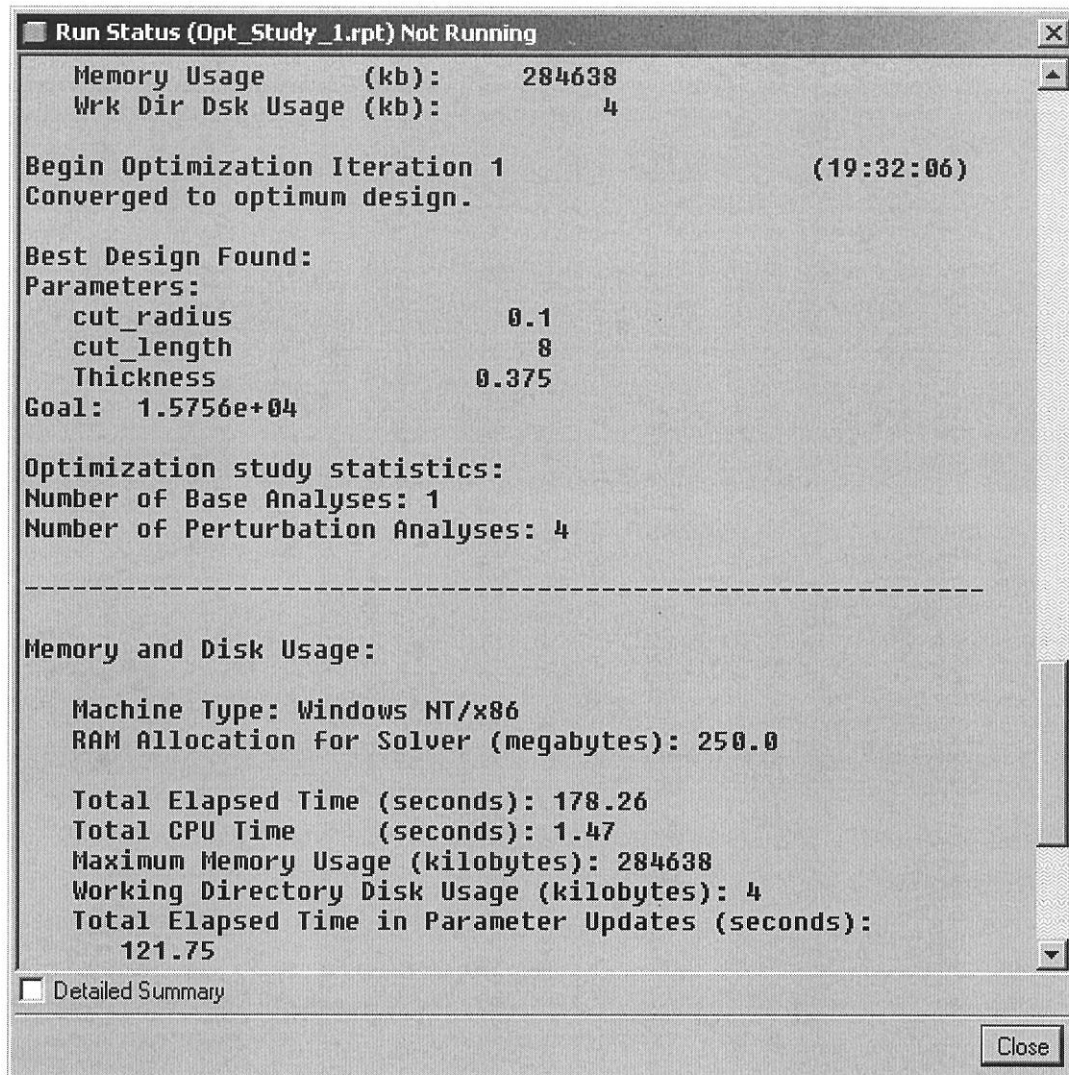 Run Status (Opt_Study_1.rpt) Not Running
Memory Usage (kb): 284638
Wrk Dir Dsk Usage (kb): 4
Begin Optimization Iteration 1 (19:32:06)
Converged to optimum design.
Best Design Found:
Parameters:
cut_radius 0.1
cut_length 8
Thickness 0.375
Goal: 1.5756e+04
Optimization study statistics:
Number of Base Analyses: 1
Number of Perturbation Analyses: 4
------------------------------------------------------------
Memory and Disk Usage:
Machine Type: Windows NT/x86
RAM Allocation for Solver (megabytes): 250.0
Total Elapsed Time (seconds): 178.26
Total CPU Time (seconds): 1.47
Maximum Memory Usage (kilobytes): 284638
Working Directory Disk Usage (kilobytes): 4
Total Elapsed Time in Parameter Updates (seconds):
121.75
Detailed Summary
Close